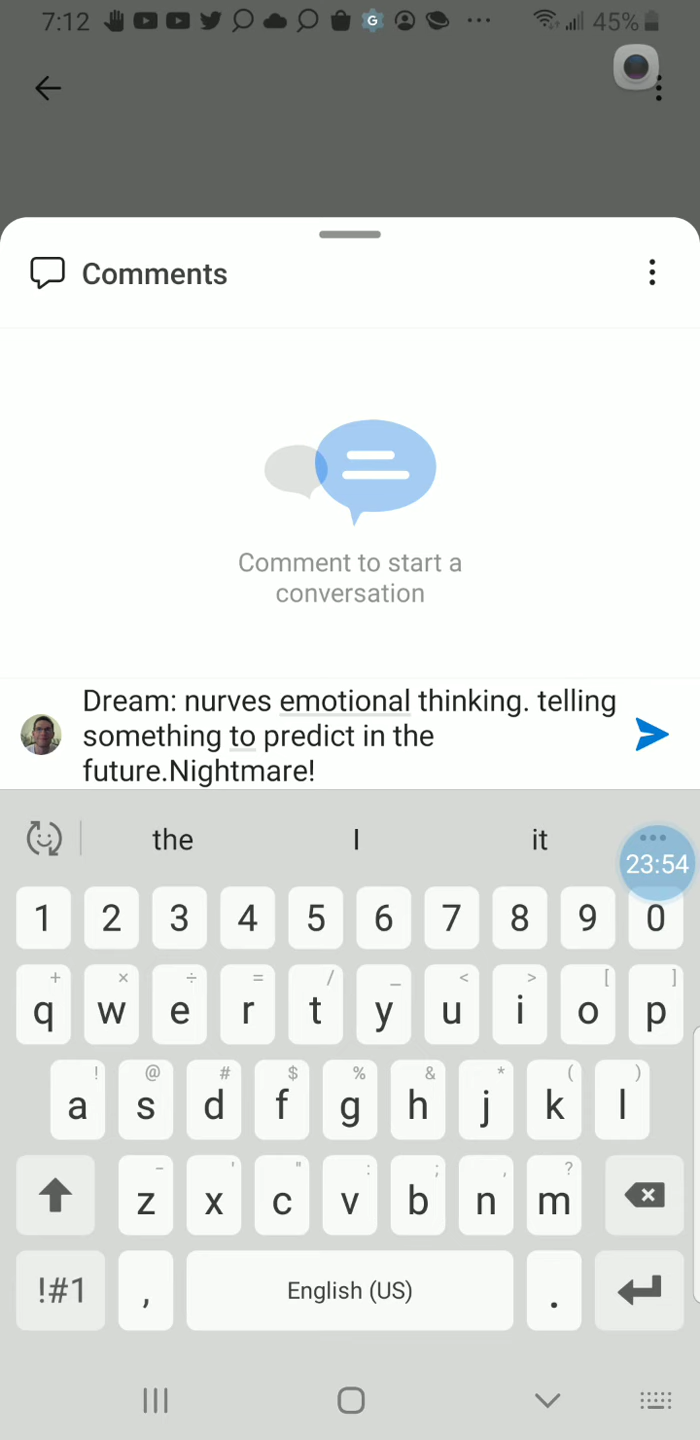 7:12 G 45%
Comments
Comment to start a
conversation
Dream: nurves emotional thinking. telling
something to predict in the
future.Nightmare!
the I it
23:54
1 2 3 4 5 6 7 8 9 0
+ × ÷ = / _ < > [ ]
q w e r t y u i o p
! @ # $ % & * ( )
a s d f g h j k l
- ' " : ; , ?
z x c v b n m
!#1 , English (US) .